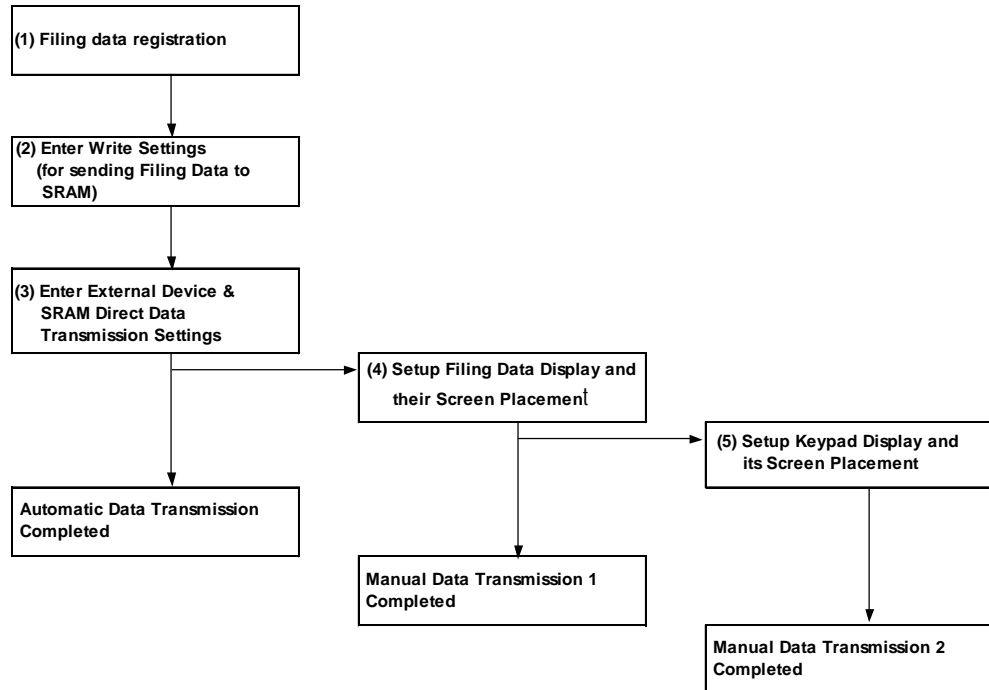 (1) Filing data registration
(2) Enter Write Settings
(for sending Filing Data to
SRAM)
(3) Enter External Device &
SRAM Direct Data
Transmission Settings
(4) Setup Filing Data Display and
their Screen Placement
(5) Setup Keypad Display and
its Screen Placement
Automatic Data Transmission
Completed
Manual Data Transmission 1
Completed
Manual Data Transmission 2
Completed